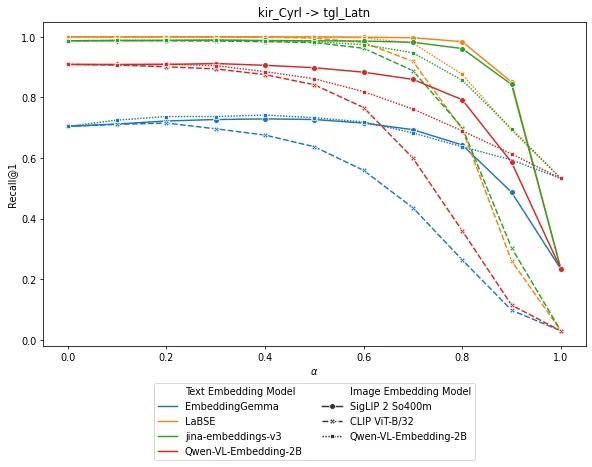 kir_Cyrl -> tgl_Latn
1.0
0.8
0.6
0.4
0.2
0.0
Recall@1
0.0 0.2 0.4 0.6 0.8 1.0
α
Text Embedding Model Image Embedding Model
EmbeddingGemma SigLIP 2 So400m
LaBSE CLIP ViT-B/32
jina-embeddings-v3 Qwen-VL-Embedding-2B
Qwen-VL-Embedding-2B